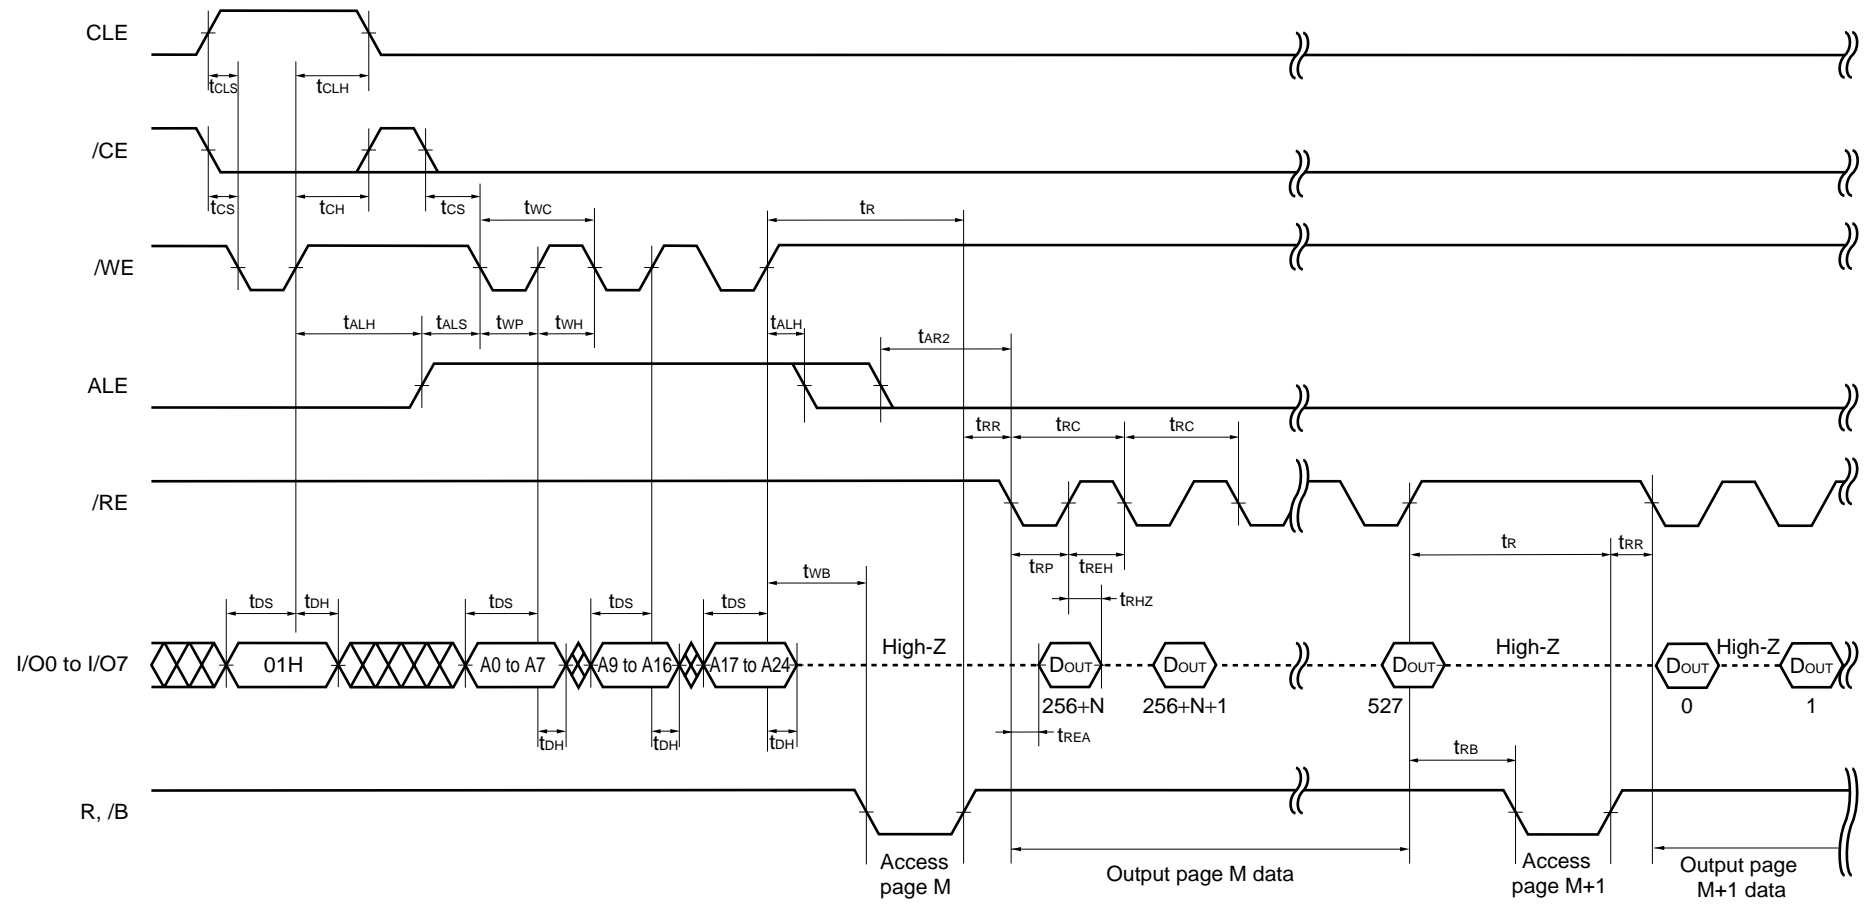 CLE
tCLS
tCLH
/CE
tCS
tCH
tCS
tWC
tR
/WE
tALH
tALS
tWP
tWH
tALH
tAR2
ALE
tRR
tRC
tRC
/RE
tRP
tREH
tR
tRR
tWB
tRHZ
tDS
tDH
tDS
tDS
tDS
I/O0 to I/O7
01H
A0 to A7
A9 to A16
A17 to A24
High-Z
DOUT
DOUT
DOUT
High-Z
DOUT
High-Z
DOUT
256+N
256+N+1
527
0
1
tDH
tDH
tDH
tREA
tRB
R, /B
Access
page M
Output page M data
Access
page M+1
Output page
M+1 data